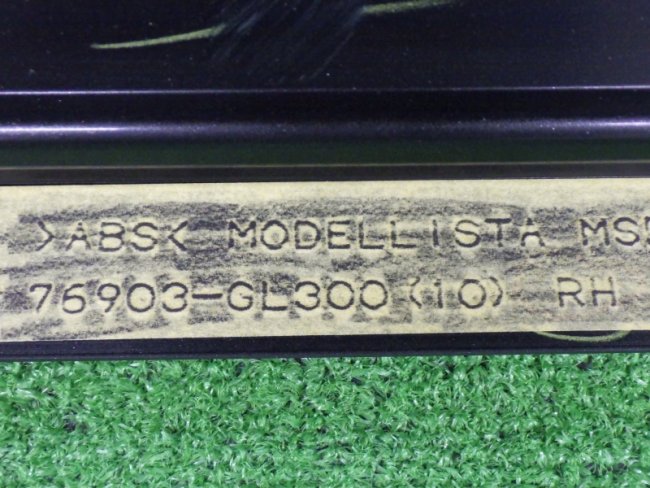 >ABS< MODELLISTA MS
76903-GL300(10) RH